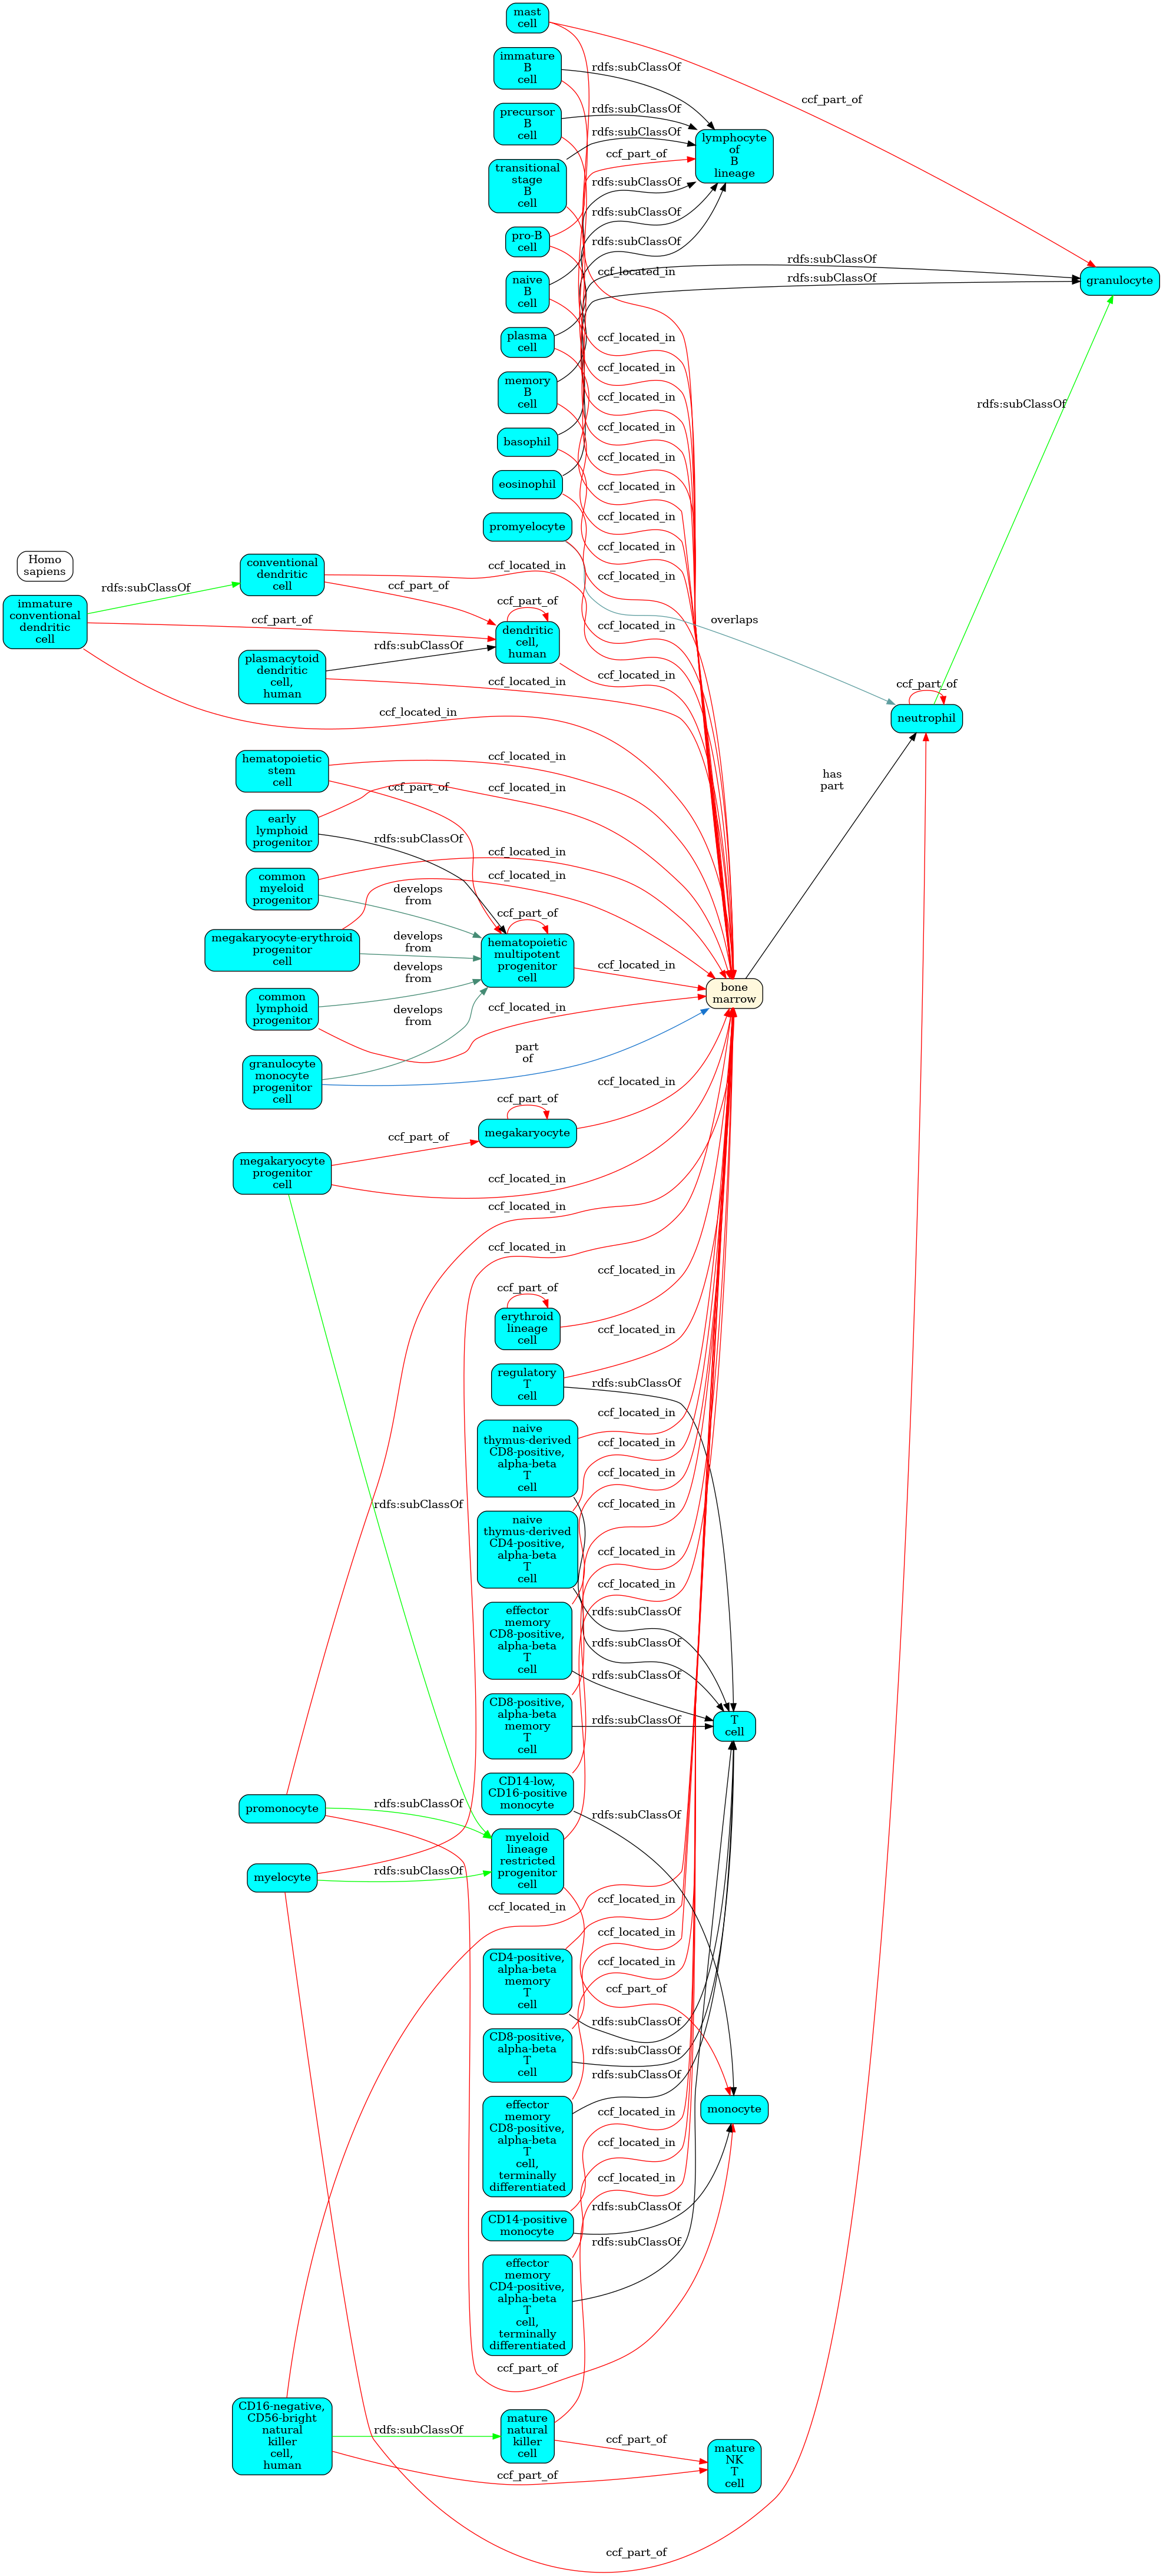 mast
cell
immature
B
cell
rdfs:subClassOf
ccf_part_of
precursor
B
cell
rdfs:subClassOf
rdfs:subClassOf
lymphocyte
of
B
lineage
ccf_part_of
transitional
stage
B
cell
rdfs:subClassOf
rdfs:subClassOf
pro-B
cell
rdfs:subClassOf
rdfs:subClassOf
ccf_located_in
rdfs:subClassOf
granulocyte
naive
B
cell
plasma
cell
ccf_located_in
ccf_located_in
memory
B
cell
ccf_located_in
rdfs:subClassOf
ccf_located_in
basophil
ccf_located_in
eosinophil
ccf_located_in
promyelocyte
ccf_located_in
ccf_located_in
Homo
sapiens
conventional
dendritic
cell
ccf_located_in
ccf_located_in
rdfs:subClassOf
ccf_part_of
immature
conventional
dendritic
cell
ccf_part_of
ccf_part_of
dendritic
cell,
human
ccf_located_in
overlaps
rdfs:subClassOf
plasmacytoid
dendritic
cell,
human
ccf_located_in
ccf_located_in
ccf_part_of
ccf_located_in
neutrophil
hematopoietic
stem
cell
ccf_located_in
ccf_part_of
ccf_located_in
has
part
early
lymphoid
progenitor
rdfs:subClassOf
ccf_located_in
common
myeloid
progenitor
develops
from
ccf_located_in
ccf_part_of
megakaryocyte-erythroid
progenitor
cell
develops
from
hematopoietic
multipotent
progenitor
cell
ccf_located_in
develops
from
bone
marrow
common
lymphoid
progenitor
develops
from
ccf_located_in
granulocyte
monocyte
progenitor
cell
part
of
ccf_located_in
ccf_part_of
megakaryocyte
ccf_part_of
megakaryocyte
progenitor
cell
ccf_located_in
ccf_located_in
ccf_located_in
ccf_located_in
ccf_part_of
erythroid
lineage
cell
ccf_located_in
regulatory
T
cell
rdfs:subClassOf
ccf_located_in
naive
thymus-derived
CD8-positive,
alpha-beta
T
cell
ccf_located_in
ccf_located_in
rdfs:subClassOf
ccf_located_in
naive
thymus-derived
CD4-positive,
alpha-beta
T
cell
ccf_located_in
ccf_located_in
effector
memory
CD8-positive,
alpha-beta
T
cell
rdfs:subClassOf
rdfs:subClassOf
rdfs:subClassOf
CD8-positive,
alpha-beta
memory
T
cell
rdfs:subClassOf
T
cell
CD14-low,
CD16-positive
monocyte
promonocyte
rdfs:subClassOf
rdfs:subClassOf
myeloid
lineage
restricted
progenitor
cell
myelocyte
rdfs:subClassOf
ccf_located_in
ccf_located_in
ccf_located_in
CD4-positive,
alpha-beta
memory
T
cell
ccf_located_in
ccf_part_of
rdfs:subClassOf
CD8-positive,
alpha-beta
T
cell
rdfs:subClassOf
rdfs:subClassOf
effector
memory
CD8-positive,
alpha-beta
T
cell,
terminally
differentiated
monocyte
ccf_located_in
ccf_located_in
ccf_located_in
CD14-positive
monocyte
rdfs:subClassOf
rdfs:subClassOf
effector
memory
CD4-positive,
alpha-beta
T
cell,
terminally
differentiated
ccf_part_of
CD16-negative,
CD56-bright
natural
killer
cell,
human
rdfs:subClassOf
mature
natural
killer
cell
ccf_part_of
mature
NK
T
cell
ccf_part_of
ccf_part_of